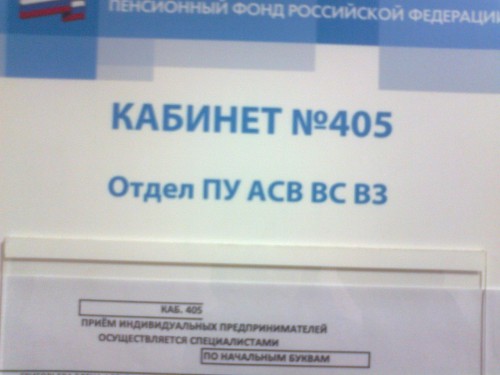 ПЕНСИОННЫЙ ФОНД РОССИЙСКОЙ ФЕДЕРАЦИИ
КАБИНЕТ №405
Отдел ПУ АСВ ВС ВЗ
КАБ. 405
ПРИЁМ ИНДИВИДУАЛЬНЫХ ПРЕДПРИНИМАТЕЛЕЙ
ОСУЩЕСТВЛЯЕТСЯ СПЕЦИАЛИСТАМИ
ПО НАЧАЛЬНЫМ БУКВАМ